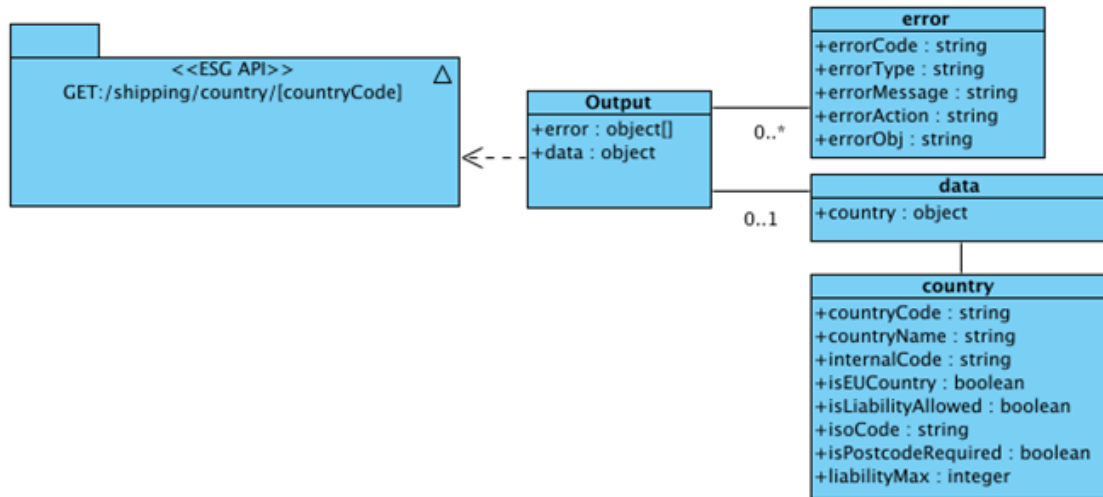 <<ESG API>>
GET:/shipping/country/[countryCode]
Output
+error : object[]
+data : object
0..*
0..1
error
+errorCode : string
+errorType : string
+errorMessage : string
+errorAction : string
+errorObj : string
data
+country : object
country
+countryCode : string
+countryName : string
+internalCode : string
+isEUCountry : boolean
+isLiabilityAllowed : boolean
+isoCode : string
+isPostcodeRequired : boolean
+liabilityMax : integer